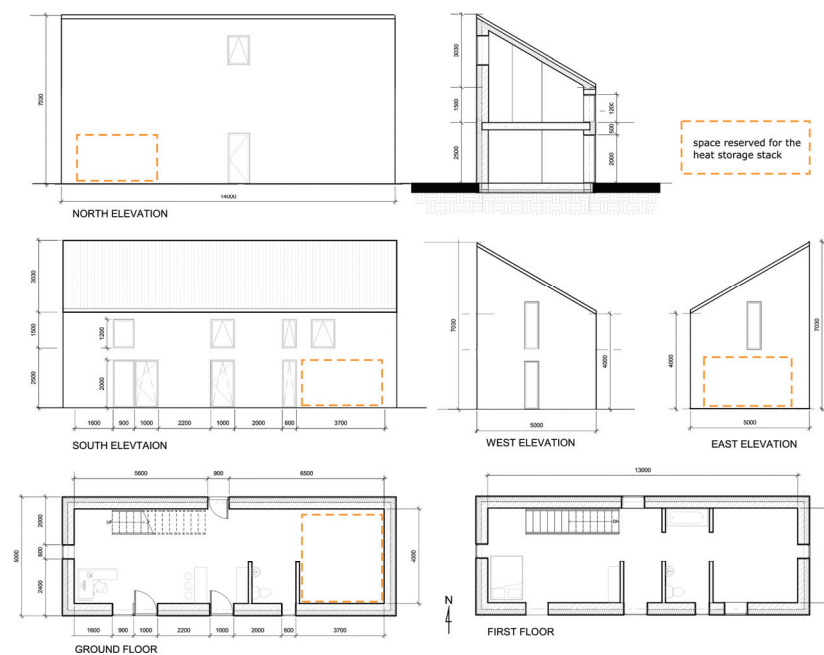 7030
14000
NORTH ELEVATION
3030
1500
2500
1200
500
2000
space reserved for the
heat storage stack
3030
1500
2500
1200
2000
1600 900 1000 2200 1000 2000 600 3700
SOUTH ELEVTAION
7030
4000
5000
WEST ELEVATION
4000
7030
5000
EAST ELEVATION
5600 900 6500
2000
600
2400
UP
4000
1600 900 1000 2200 1000 2000 600 3700
GROUND FLOOR
13000
DN
N
FIRST FLOOR